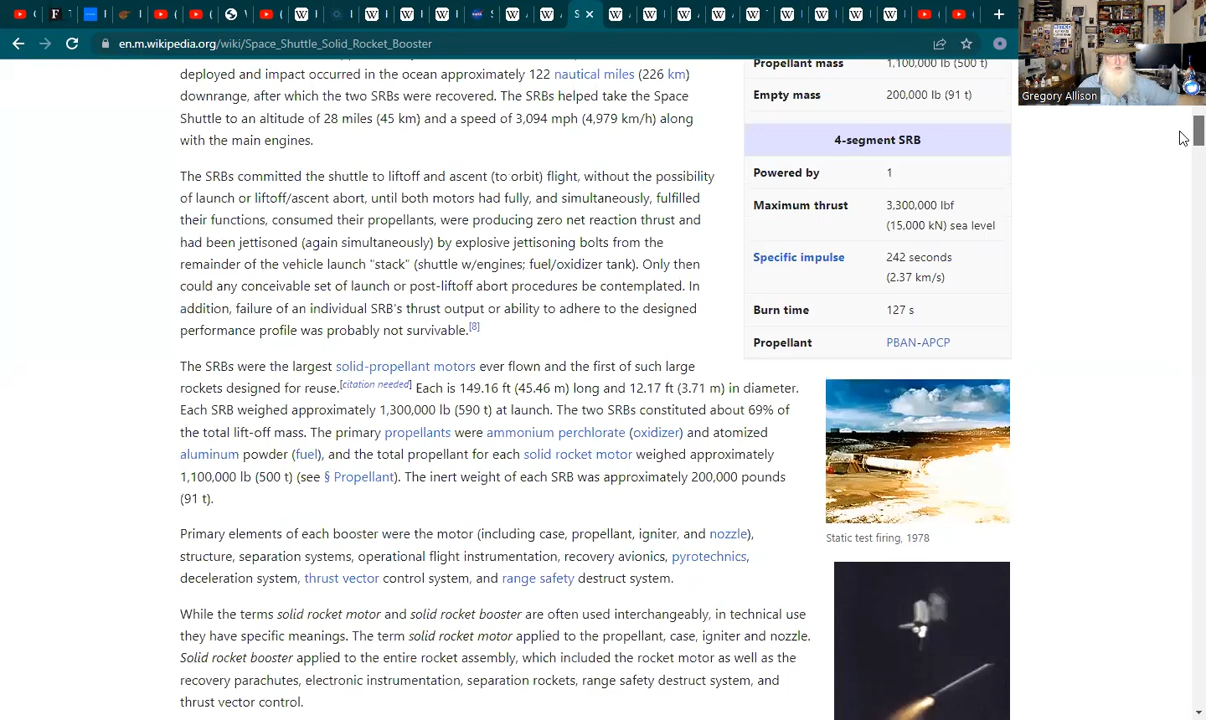 en.m.wikipedia.org/wiki/Space_Shuttle_Solid_Rocket_Booster
Gregory Allison
deployed and impact occurred in the ocean approximately 122 nautical miles (226 km)
downrange, after which the two SRBs were recovered. The SRBs helped take the Space
Shuttle to an altitude of 28 miles (45 km) and a speed of 3,094 mph (4,979 km/h) along
with the main engines.
The SRBs committed the shuttle to liftoff and ascent (to orbit) flight, without the possibility
of launch or liftoff/ascent abort, until both motors had fully, and simultaneously, fulfilled
their functions, consumed their propellants, were producing zero net reaction thrust and
had been jettisoned (again simultaneously) by explosive jettisoning bolts from the
remainder of the vehicle launch "stack" (shuttle w/engines; fuel/oxidizer tank). Only then
could any conceivable set of launch or post-liftoff abort procedures be contemplated. In
addition, failure of an individual SRB's thrust output or ability to adhere to the designed
performance profile was probably not survivable.[8]
The SRBs were the largest solid-propellant motors ever flown and the first of such large
rockets designed for reuse.[citation needed] Each is 149.16 ft (45.46 m) long and 12.17 ft (3.71 m) in diameter.
Each SRB weighed approximately 1,300,000 lb (590 t) at launch. The two SRBs constituted about 69% of
the total lift-off mass. The primary propellants were ammonium perchlorate (oxidizer) and atomized
aluminum powder (fuel), and the total propellant for each solid rocket motor weighed approximately
1,100,000 lb (500 t) (see § Propellant). The inert weight of each SRB was approximately 200,000 pounds
(91 t).
Primary elements of each booster were the motor (including case, propellant, igniter, and nozzle),
structure, separation systems, operational flight instrumentation, recovery avionics, pyrotechnics,
deceleration system, thrust vector control system, and range safety destruct system.
While the terms solid rocket motor and solid rocket booster are often used interchangeably, in technical use
they have specific meanings. The term solid rocket motor applied to the propellant, case, igniter and nozzle.
Solid rocket booster applied to the entire rocket assembly, which included the rocket motor as well as the
recovery parachutes, electronic instrumentation, separation rockets, range safety destruct system, and
thrust vector control.
Propellant mass 1,100,000 lb (500 t)
Empty mass 200,000 lb (91 t)
4-segment SRB
Powered by 1
Maximum thrust 3,300,000 lbf
(15,000 kN) sea level
Specific impulse 242 seconds
(2.37 km/s)
Burn time 127 s
Propellant PBAN-APCP
Static test firing, 1978